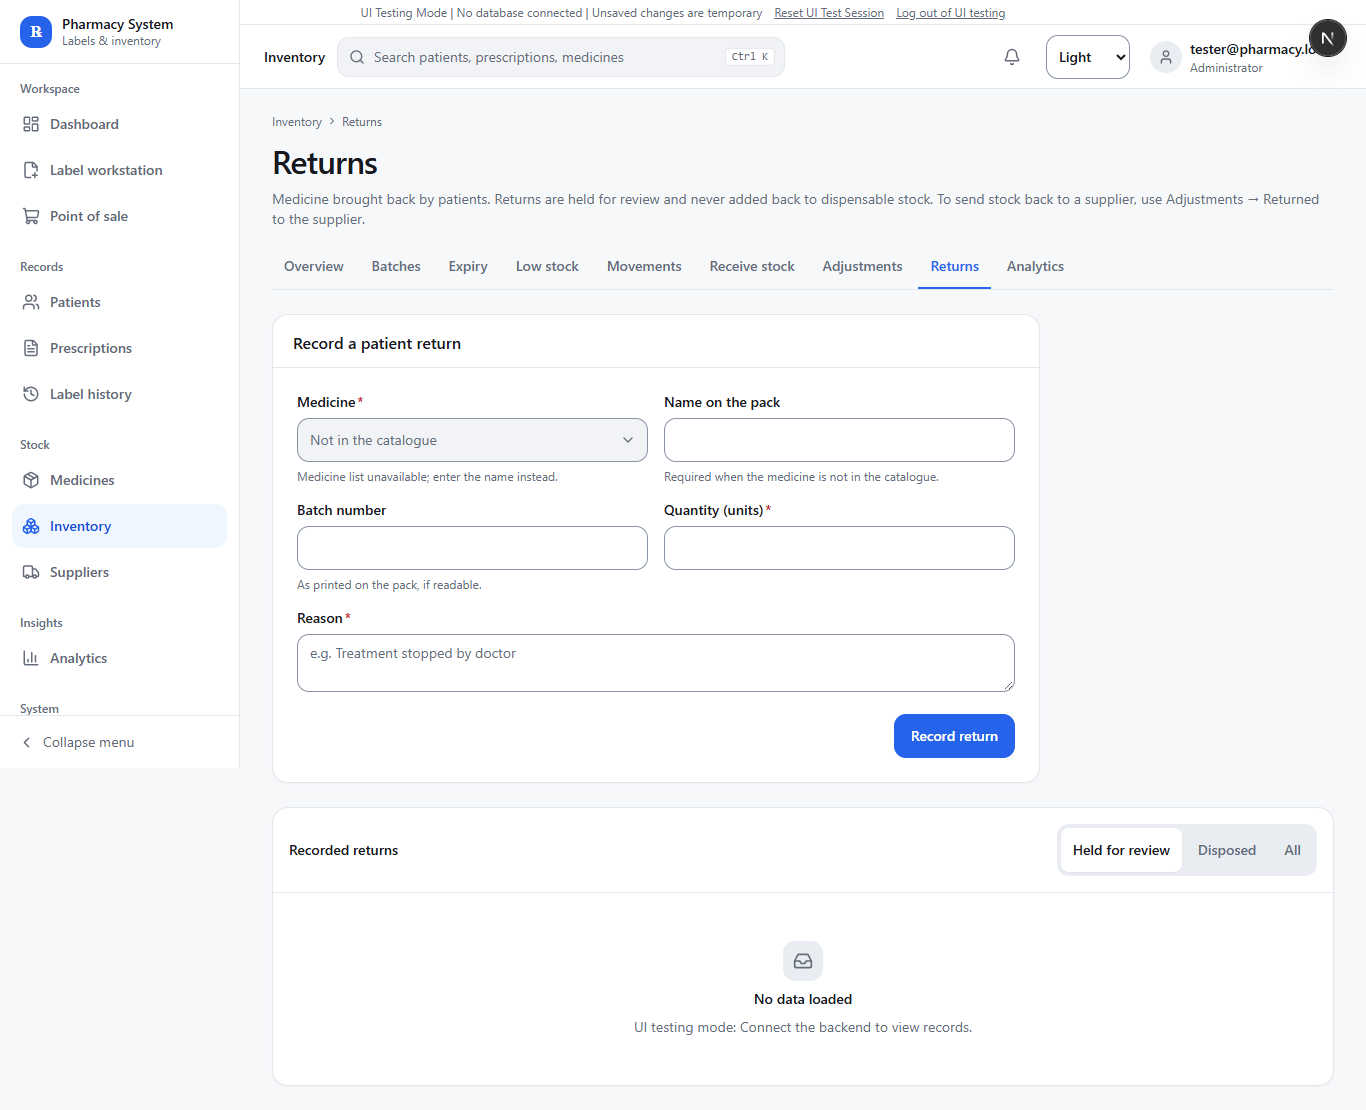 UI Testing Mode | No database connected | Unsaved changes are temporary Reset UI Test Session Log out of UI testing
Pharmacy System
Labels & inventory
Inventory
Search patients, prescriptions, medicines
Ctrl K
Light
tester@pharmacy.lo
Administrator
N
Workspace
Dashboard
Label workstation
Point of sale
Records
Patients
Prescriptions
Label history
Stock
Medicines
Inventory
Suppliers
Insights
Analytics
System
Collapse menu
Inventory > Returns
Returns
Medicine brought back by patients. Returns are held for review and never added back to dispensable stock. To send stock back to a supplier, use Adjustments → Returned
to the supplier.
Overview Batches Expiry Low stock Movements Receive stock Adjustments Returns Analytics
Record a patient return
Medicine*
Not in the catalogue
Medicine list unavailable; enter the name instead.
Name on the pack
Required when the medicine is not in the catalogue.
Batch number
As printed on the pack, if readable.
Quantity (units)*
Reason*
e.g. Treatment stopped by doctor
Record return
Recorded returns
Held for review Disposed All
No data loaded
UI testing mode: Connect the backend to view records.